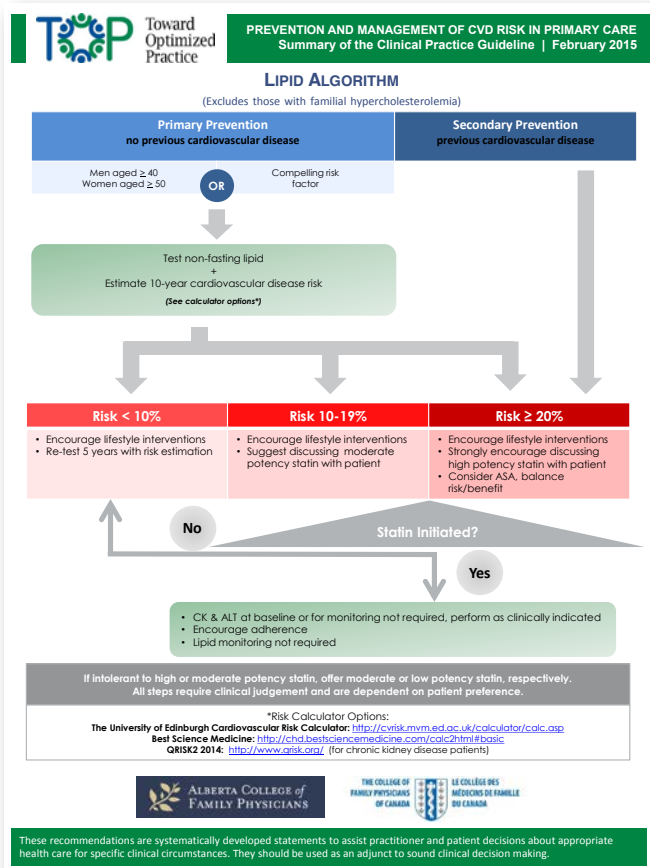 TOP
Toward
Optimized
Practice
PREVENTION AND MANAGEMENT OF CVD RISK IN PRIMARY CARE
Summary of the Clinical Practice Guideline | February 2015
LIPID ALGORITHM
(Excludes those with familial hypercholesterolemia)
Primary Prevention
no previous cardiovascular disease
Secondary Prevention
previous cardiovascular disease
Men aged ≥ 40
Women aged ≥ 50
OR
Compelling risk
factor
Test non-fasting lipid
+
Estimate 10-year cardiovascular disease risk
(See calculator options*)
Risk < 10%
• Encourage lifestyle interventions
• Re-test 5 years with risk estimation
Risk 10-19%
• Encourage lifestyle interventions
• Suggest discussing moderate
potency statin with patient
Risk ≥ 20%
• Encourage lifestyle interventions
• Strongly encourage discussing
high potency statin with patient
• Consider ASA, balance
risk/benefit
No
Statin Initiated?
Yes
• CK & ALT at baseline or for monitoring not required, perform as clinically indicated
• Encourage adherence
• Lipid monitoring not required
If intolerant to high or moderate potency statin, offer moderate or low potency statin, respectively.
All steps require clinical judgement and are dependent on patient preference.
*Risk Calculator Options:
The University of Edinburgh Cardiovascular Risk Calculator: http://cvrisk.mvm.ed.ac.uk/calculator/calc.asp
Best Science Medicine: http://chd.bestsciencemedicine.com/calc2html#basic
QRISK2 2014: http://www.qrisk.org/ (for chronic kidney disease patients)
ALBERTA COLLEGE of
FAMILY PHYSICIANS
THE COLLEGE OF
FAMILY PHYSICIANS
OF CANADA
LE COLLÈGE DES
MÉDECINS DE FAMILLE
DU CANADA
These recommendations are systematically developed statements to assist practitioner and patient decisions about appropriate
health care for specific clinical circumstances. They should be used as an adjunct to sound clinical decision making.